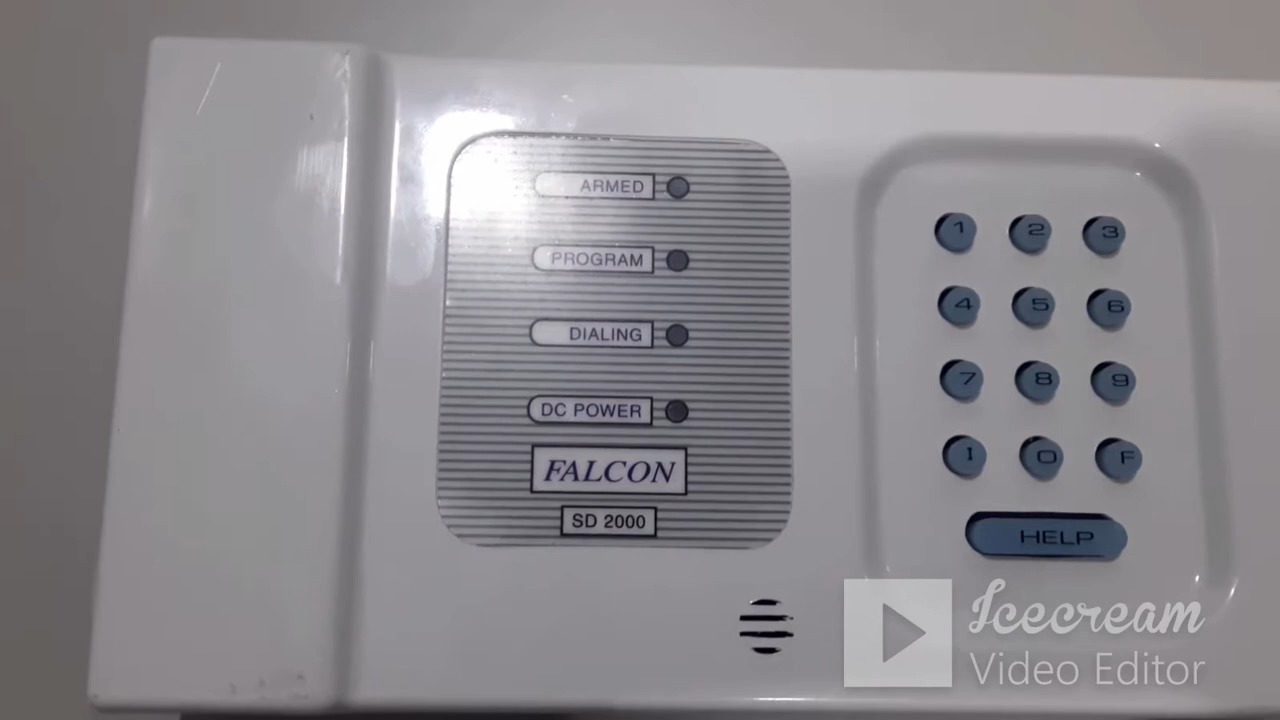 ARMED
PROGRAM
DIALING
DC POWER
FALCON
SD 2000
1 2 3
4 5 6
7 8 9
I 0 F
HELP
Icecream
Video Editor